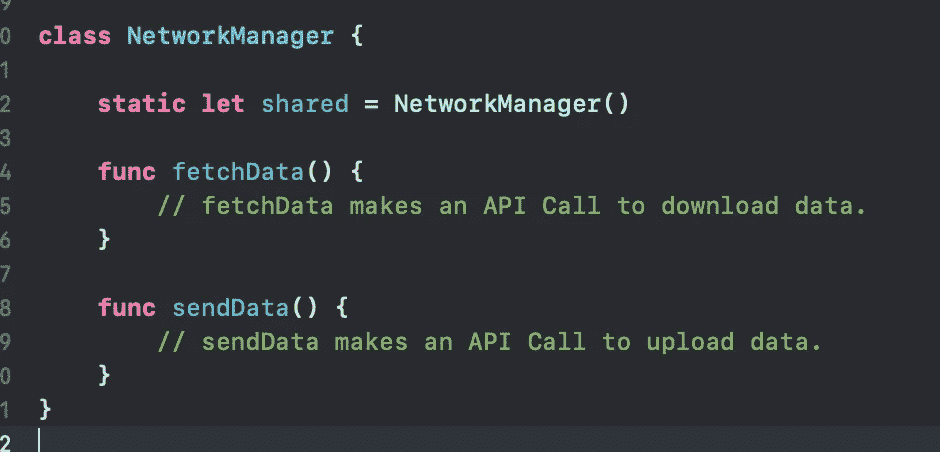 9
0 class NetworkManager {
1
2     static let shared = NetworkManager()
3
4     func fetchData() {
5         // fetchData makes an API Call to download data.
6     }
7
8     func sendData() {
9         // sendData makes an API Call to upload data.
0     }
1 }
2